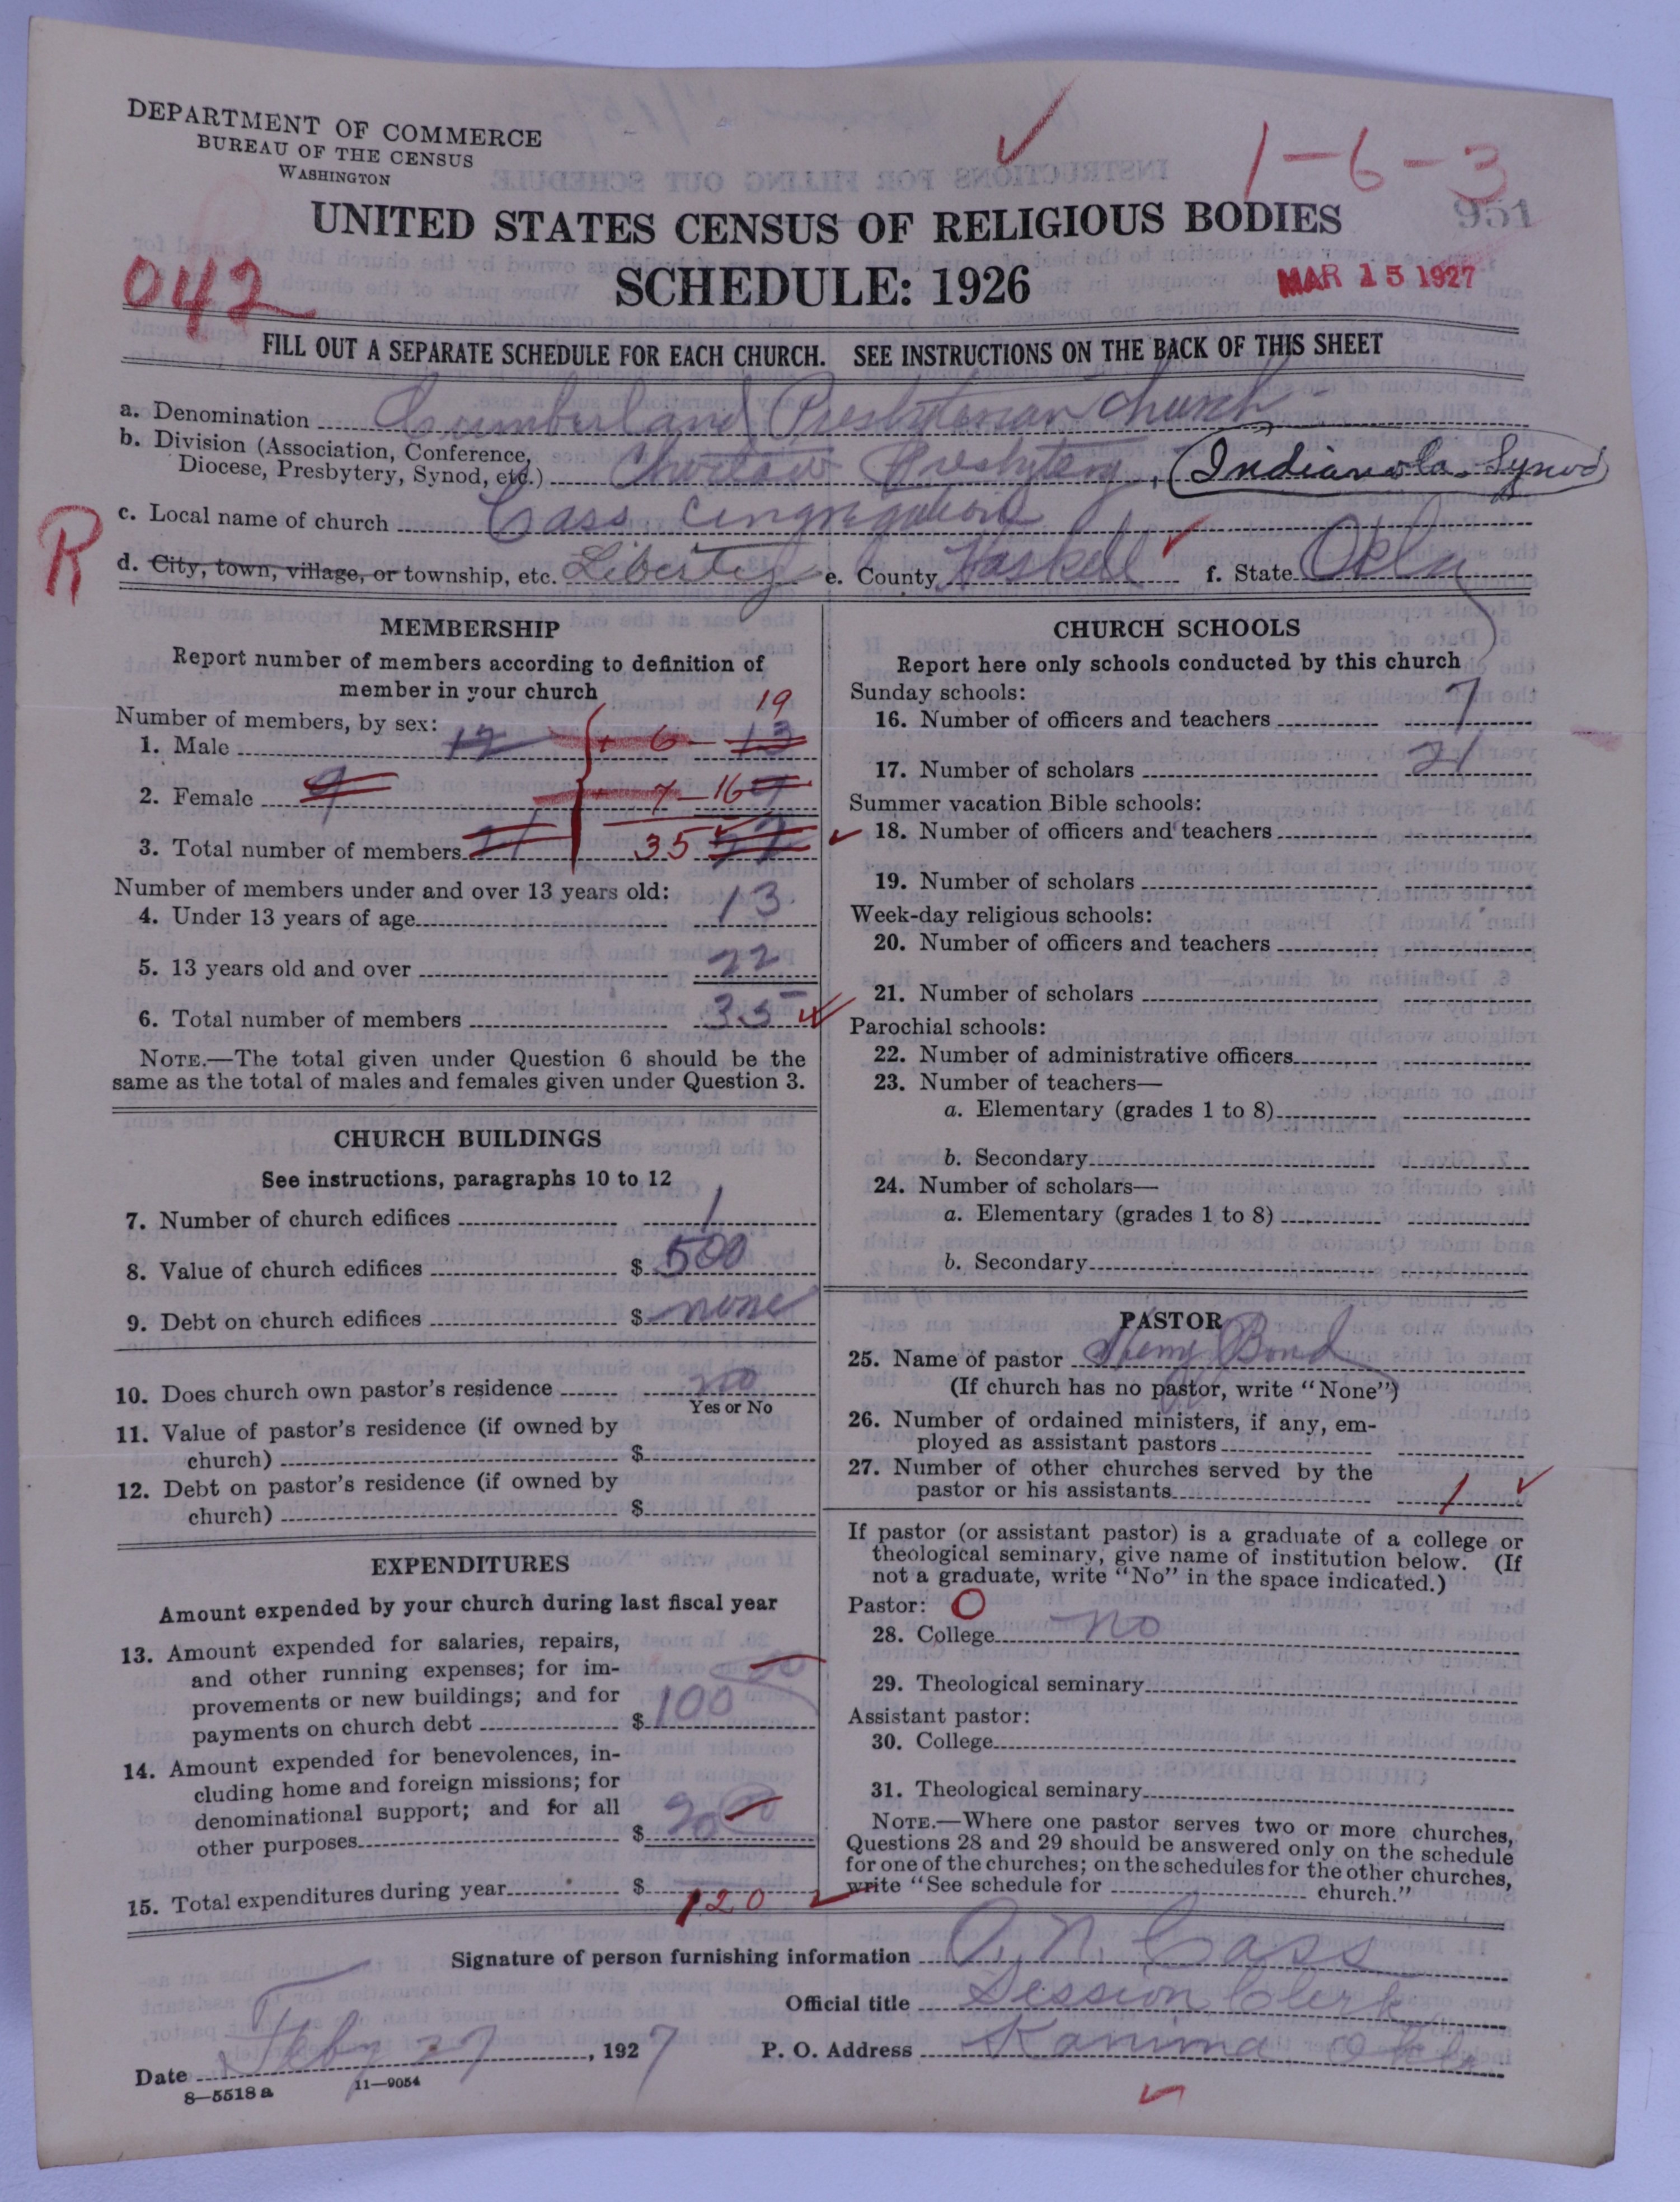 DEPARTMENT OF COMMERCE
BUREAU OF THE CENSUS
WASHINGTON
1-6-3
951
UNITED STATES CENSUS OF RELIGIOUS BODIES
SCHEDULE: 1926
042
MAR 15 1927
FILL OUT A SEPARATE SCHEDULE FOR EACH CHURCH. SEE INSTRUCTIONS ON THE BACK OF THIS SHEET
a. Denomination Cumberland Presbyterian Church
b. Division (Association, Conference,
Diocese, Presbytery, Synod, etc.) Choctaw Presbytery, Indianola Synod
c. Local name of church Cass Congregation
R
d. City, town, village, or township, etc. Liberty e. County Haskell f. State Okla
MEMBERSHIP
Report number of members according to definition of
member in your church
Number of members, by sex: 19
1. Male 12 + 6 - 13
2. Female 9 + 7 - 16
3. Total number of members 21 35
Number of members under and over 13 years old:
4. Under 13 years of age 13
5. 13 years old and over 22
6. Total number of members 35
NOTE.—The total given under Question 6 should be the
same as the total of males and females given under Question 3.
CHURCH BUILDINGS
See instructions, paragraphs 10 to 12
7. Number of church edifices 1
8. Value of church edifices $ 500
9. Debt on church edifices $ none
10. Does church own pastor's residence no
Yes or No
11. Value of pastor's residence (if owned by
church) $
12. Debt on pastor's residence (if owned by
church) $
EXPENDITURES
Amount expended by your church during last fiscal year
13. Amount expended for salaries, repairs,
and other running expenses; for im-
provements or new buildings; and for
payments on church debt $ 100 00
14. Amount expended for benevolences, in-
cluding home and foreign missions; for
denominational support; and for all
other purposes $ 20 00
15. Total expenditures during year $ 120
CHURCH SCHOOLS
Report here only schools conducted by this church
Sunday schools:
16. Number of officers and teachers 7
17. Number of scholars 21
Summer vacation Bible schools:
18. Number of officers and teachers
19. Number of scholars
Week-day religious schools:
20. Number of officers and teachers
21. Number of scholars
Parochial schools:
22. Number of administrative officers
23. Number of teachers—
a. Elementary (grades 1 to 8)
b. Secondary
24. Number of scholars—
a. Elementary (grades 1 to 8)
b. Secondary
PASTOR
25. Name of pastor Henry Bond
(If church has no pastor, write "None")
26. Number of ordained ministers, if any, em-
ployed as assistant pastors
27. Number of other churches served by the
pastor or his assistants 1
If pastor (or assistant pastor) is a graduate of a college or
theological seminary, give name of institution below. (If
not a graduate, write "No" in the space indicated.)
Pastor: O
28. College no
29. Theological seminary
Assistant pastor:
30. College
31. Theological seminary
NOTE.—Where one pastor serves two or more churches,
Questions 28 and 29 should be answered only on the schedule
for one of the churches; on the schedules for the other churches,
write "See schedule for church."
Signature of person furnishing information A. N. Cass
Official title Session Clerk
Date Feby 27, 1927 P. O. Address Kanima Okla
8—5518 a 11—9054